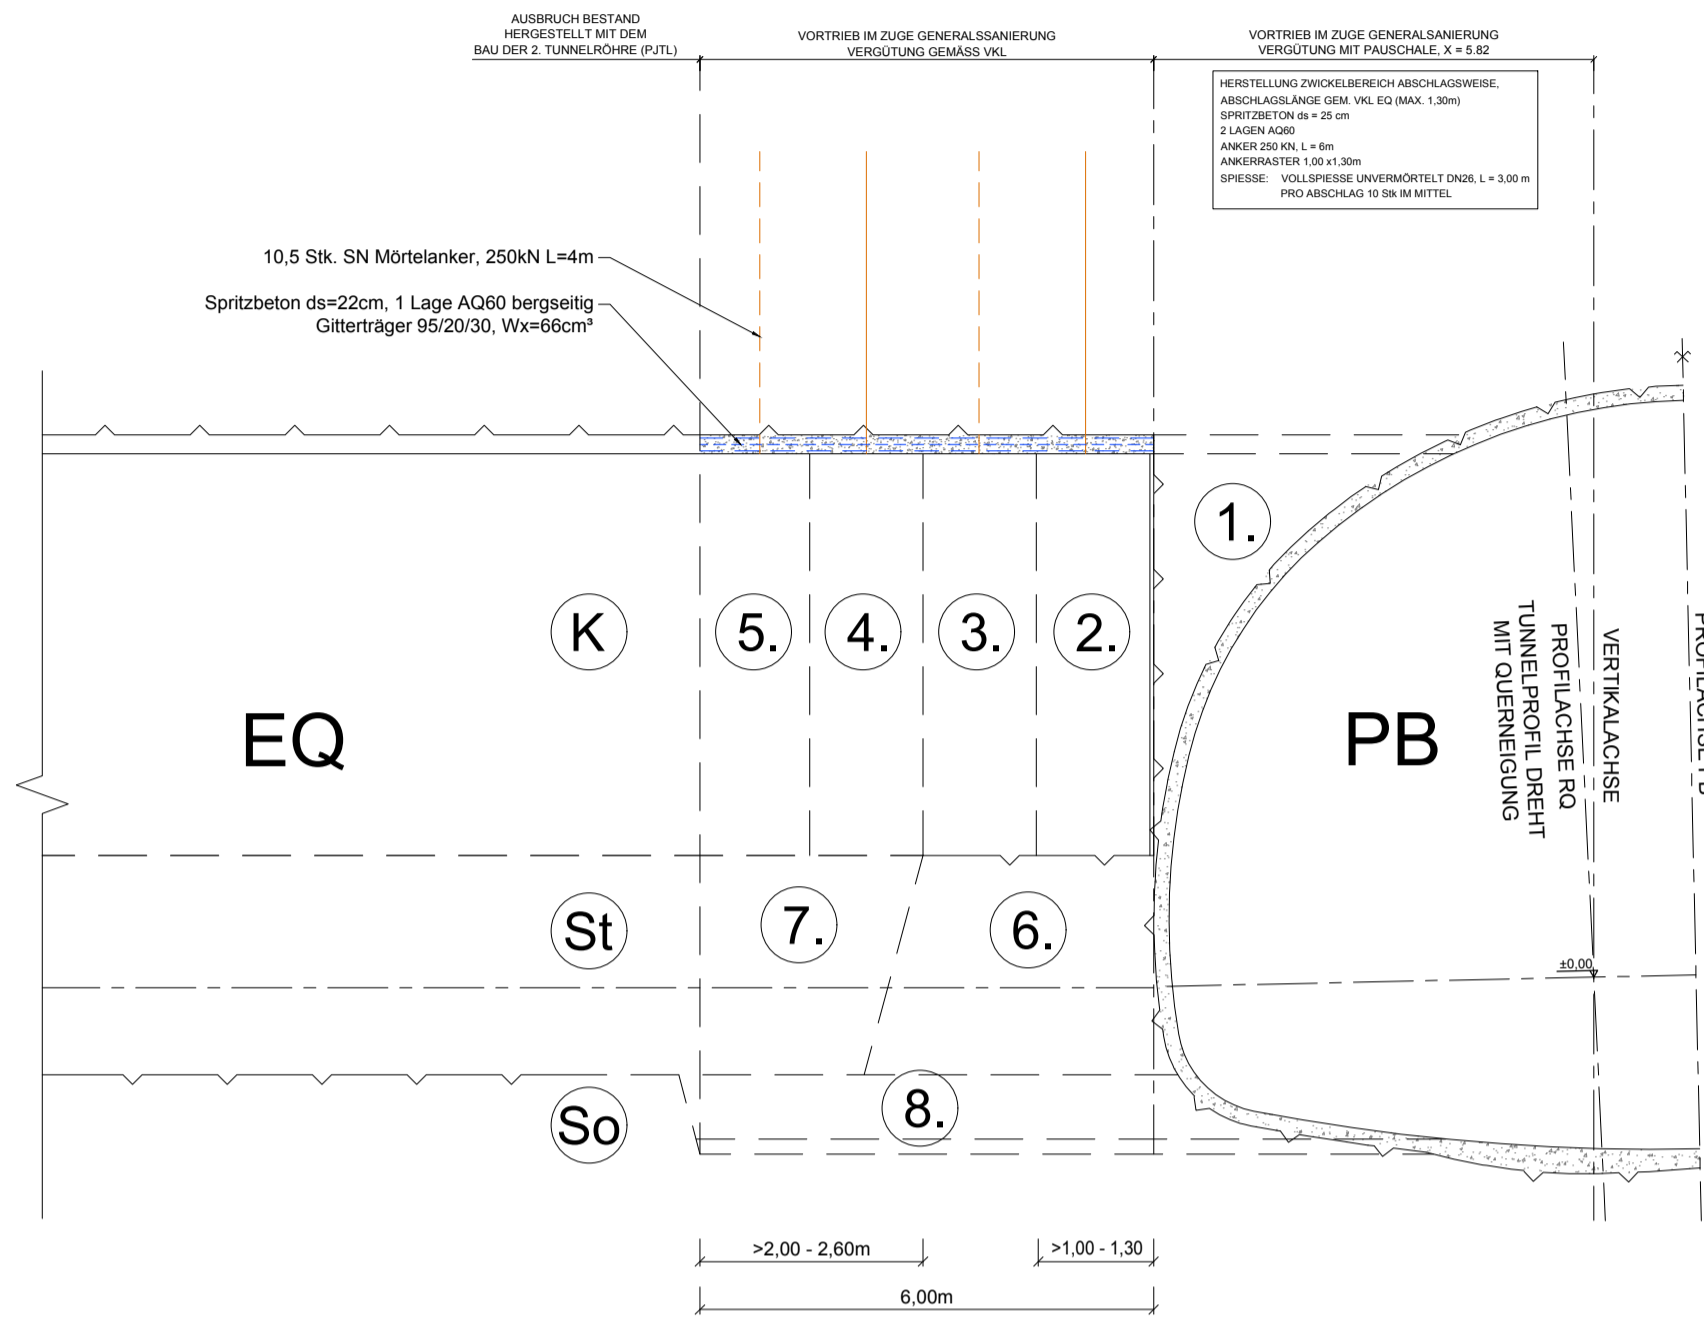 AUSBRUCH BESTAND
HERGESTELLT MIT DEM
BAU DER 2. TUNNELRÖHRE (PJTL)
VORTRIEB IM ZUGE GENERALSSANIERUNG
VERGÜTUNG GEMÄSS VKL
VORTRIEB IM ZUGE GENERALSANIERUNG
VERGÜTUNG MIT PAUSCHALE, X = 5.82
HERSTELLUNG ZWICKELBEREICH ABSCHLAGSWEISE,
ABSCHLAGSLÄNGE GEM. VKL EQ (MAX. 1,30m)
SPRITZBETON ds = 25 cm
2 LAGEN AQ60
ANKER 250 KN, L = 6m
ANKERRASTER 1,00 x1,30m
SPIESSE: VOLLSPIESSE UNVERMÖRTELT DN26, L = 3,00 m
PRO ABSCHLAG 10 Stk IM MITTEL
10,5 Stk. SN Mörtelanker, 250kN L=4m
Spritzbeton ds=22cm, 1 Lage AQ60 bergseitig
Gitterträger 95/20/30, Wx=66cm³
1.
K
5.
4.
3.
2.
EQ
PB
VERTIKALACHSE
PROFILACHSE RQ
TUNNELPROFIL DREHT
MIT QUERNEIGUNG
St
7.
6.
±0,00
So
8.
>2,00 - 2,60m
>1,00 - 1,30
6,00m